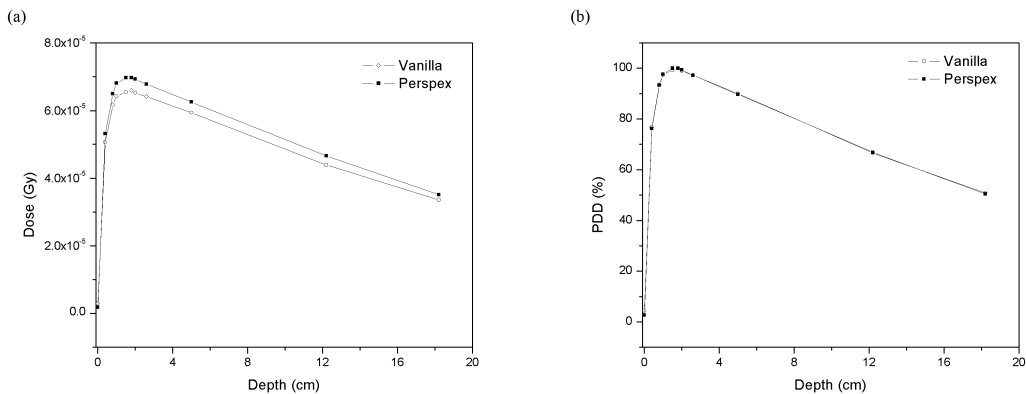 (a)
8.0x10⁻⁵
6.0x10⁻⁵
4.0x10⁻⁵
2.0x10⁻⁵
0.0
Dose (Gy)
0 4 8 12 16 20
Depth (cm)
Vanilla
Perspex
(b)
100
80
60
40
20
0
PDD (%)
0 4 8 12 16 20
Depth (cm)
Vanilla
Perspex